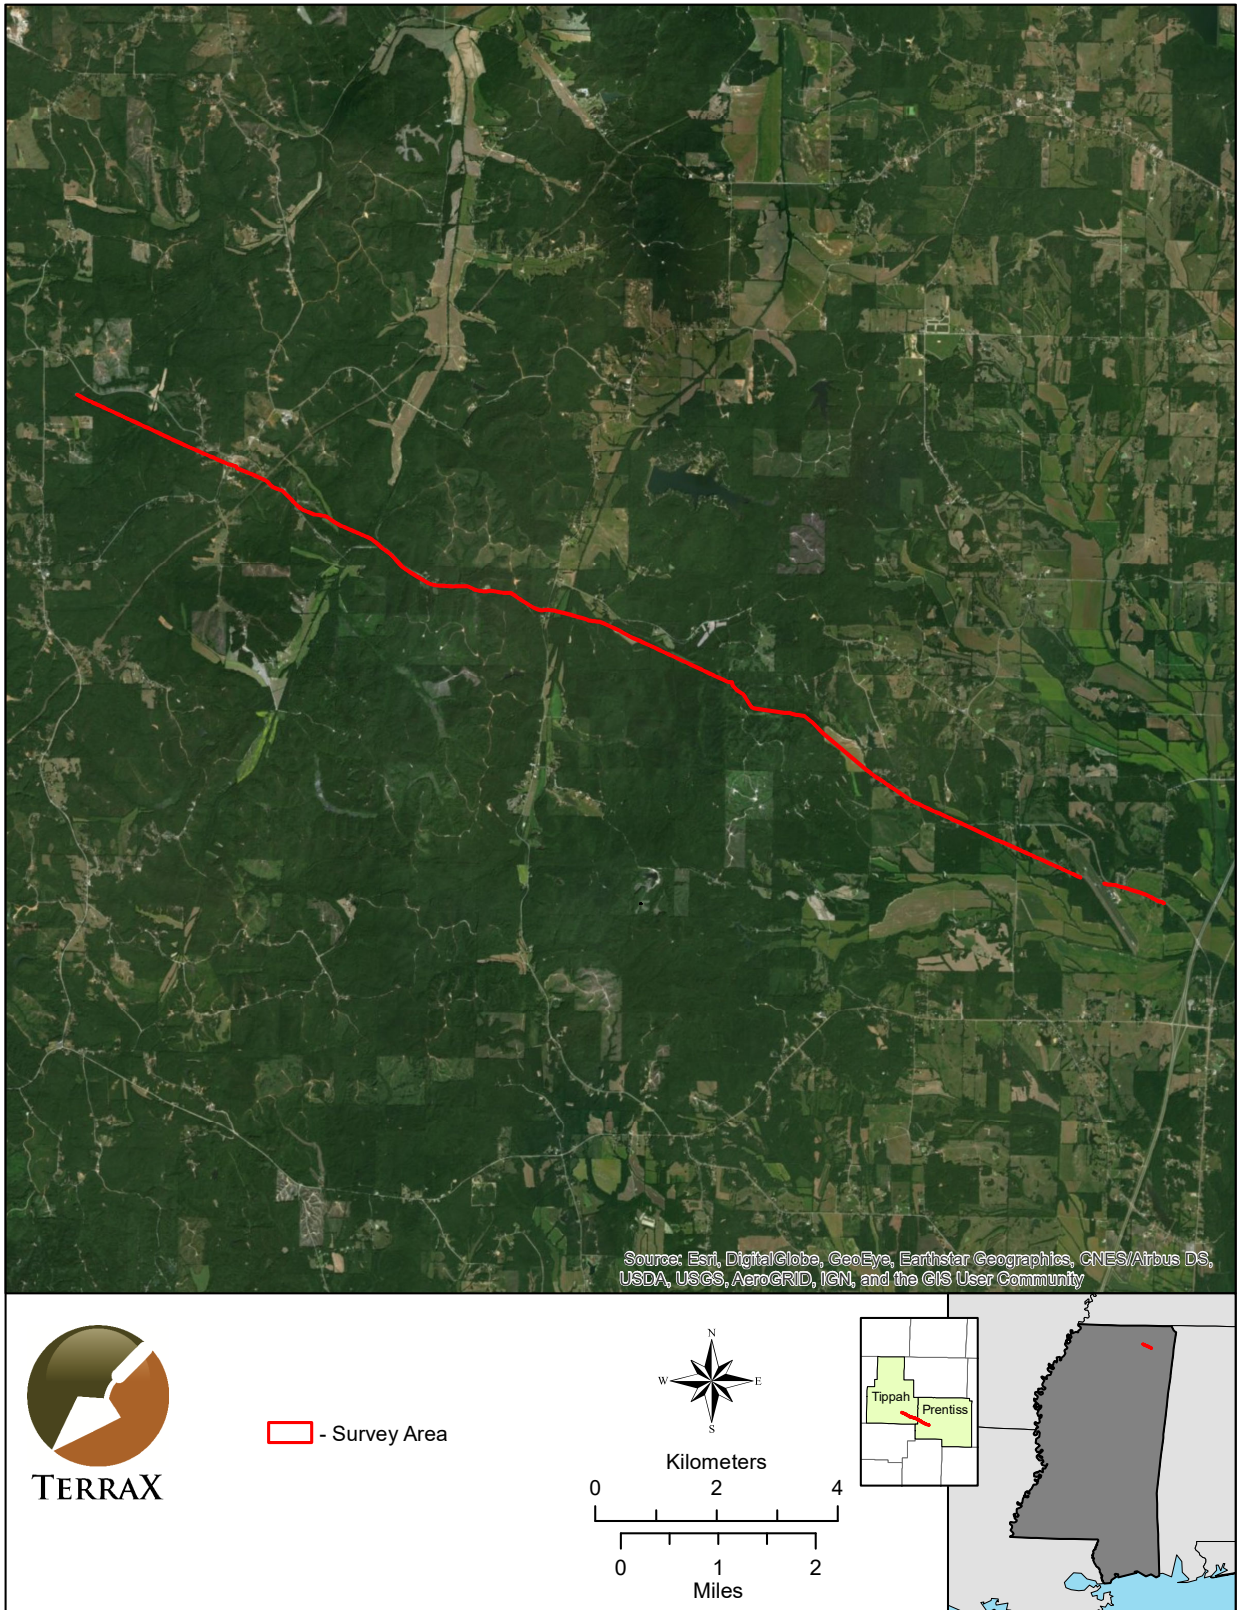 Source: Esri, DigitalGlobe, GeoEye, Earthstar Geographics, CNES/Airbus DS,
USDA, USGS, AeroGRID, IGN, and the GIS User Community
TERRAX
- Survey Area
N
W
E
S
Kilometers
0 2 4
0 1 2
Miles
Tippah
Prentiss